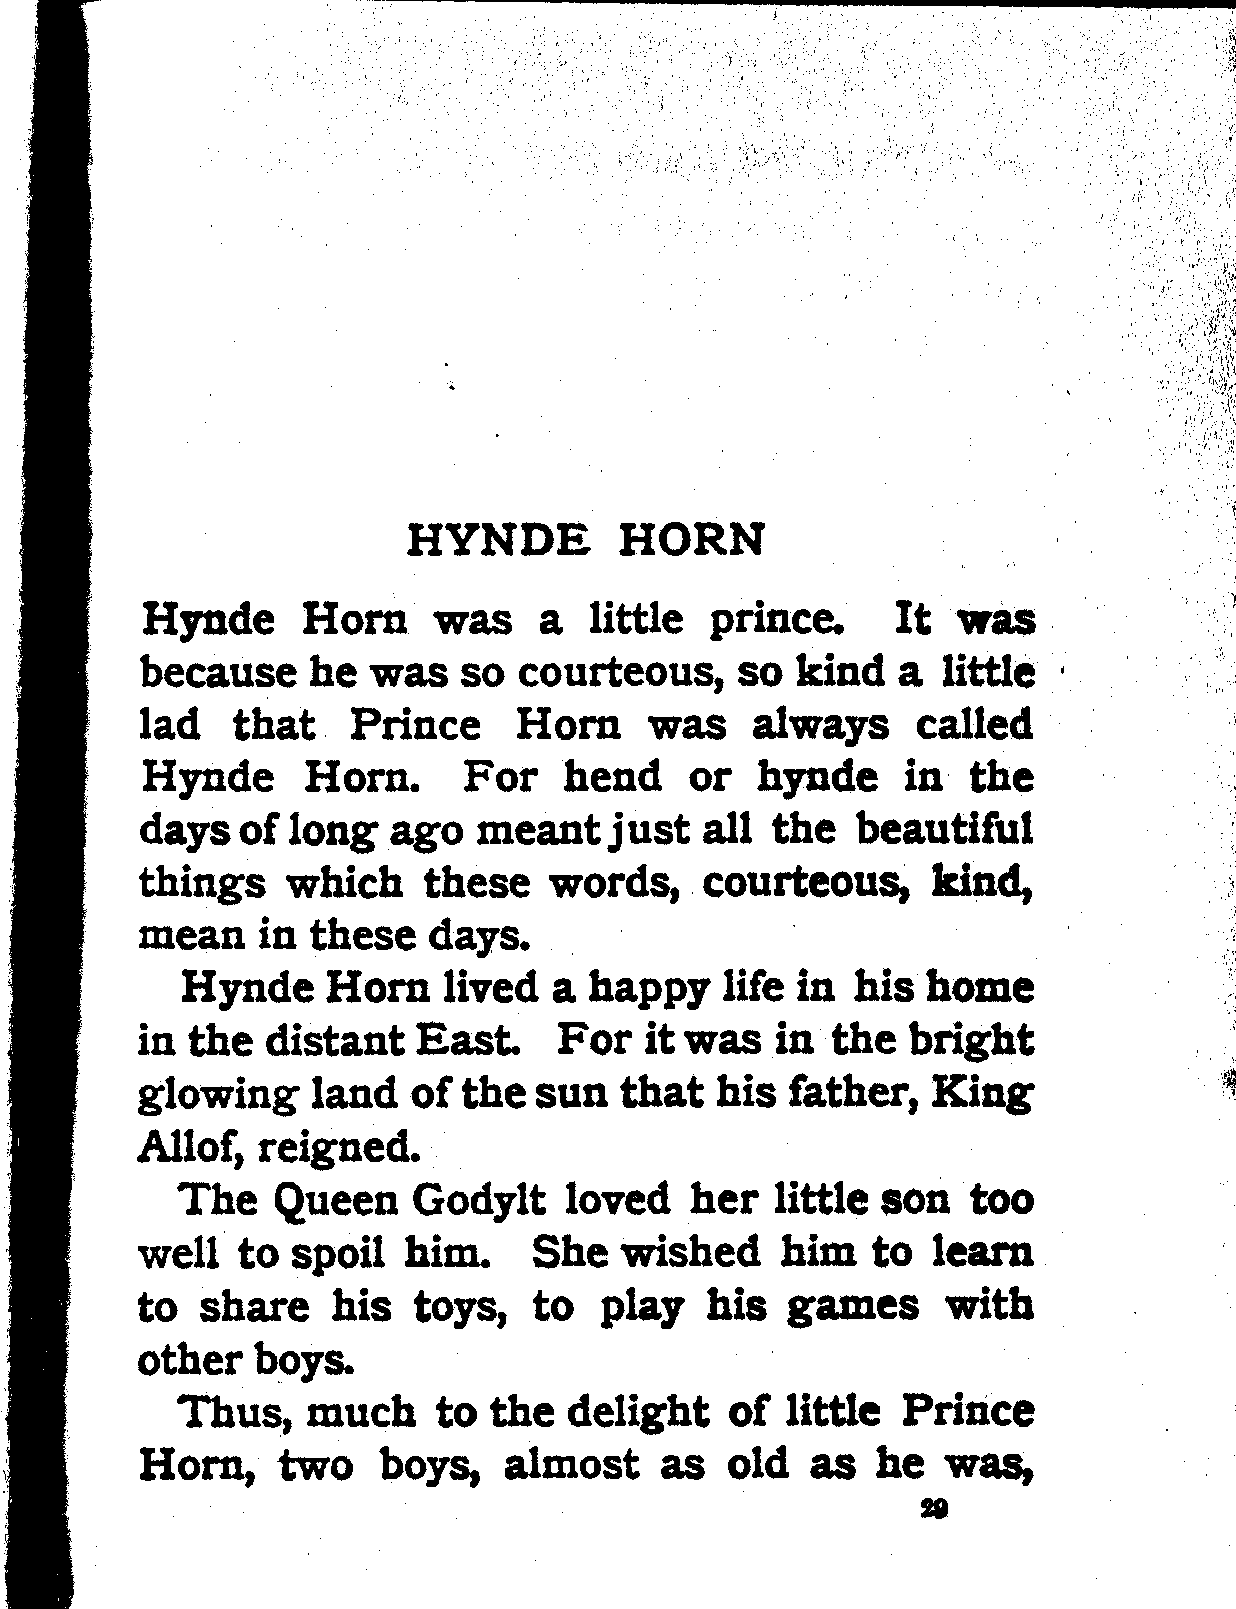 HYNDE HORN
Hynde Horn was a little prince. It was
because he was so courteous, so kind a little
lad that Prince Horn was always called
Hynde Horn. For hend or hynde in the
days of long ago meant just all the beautiful
things which these words, courteous, kind,
mean in these days.
Hynde Horn lived a happy life in his home
in the distant East. For it was in the bright
glowing land of the sun that his father, King
Allof, reigned.
The Queen Godylt loved her little son too
well to spoil him. She wished him to learn
to share his toys, to play his games with
other boys.
Thus, much to the delight of little Prince
Horn, two boys, almost as old as he was,
29